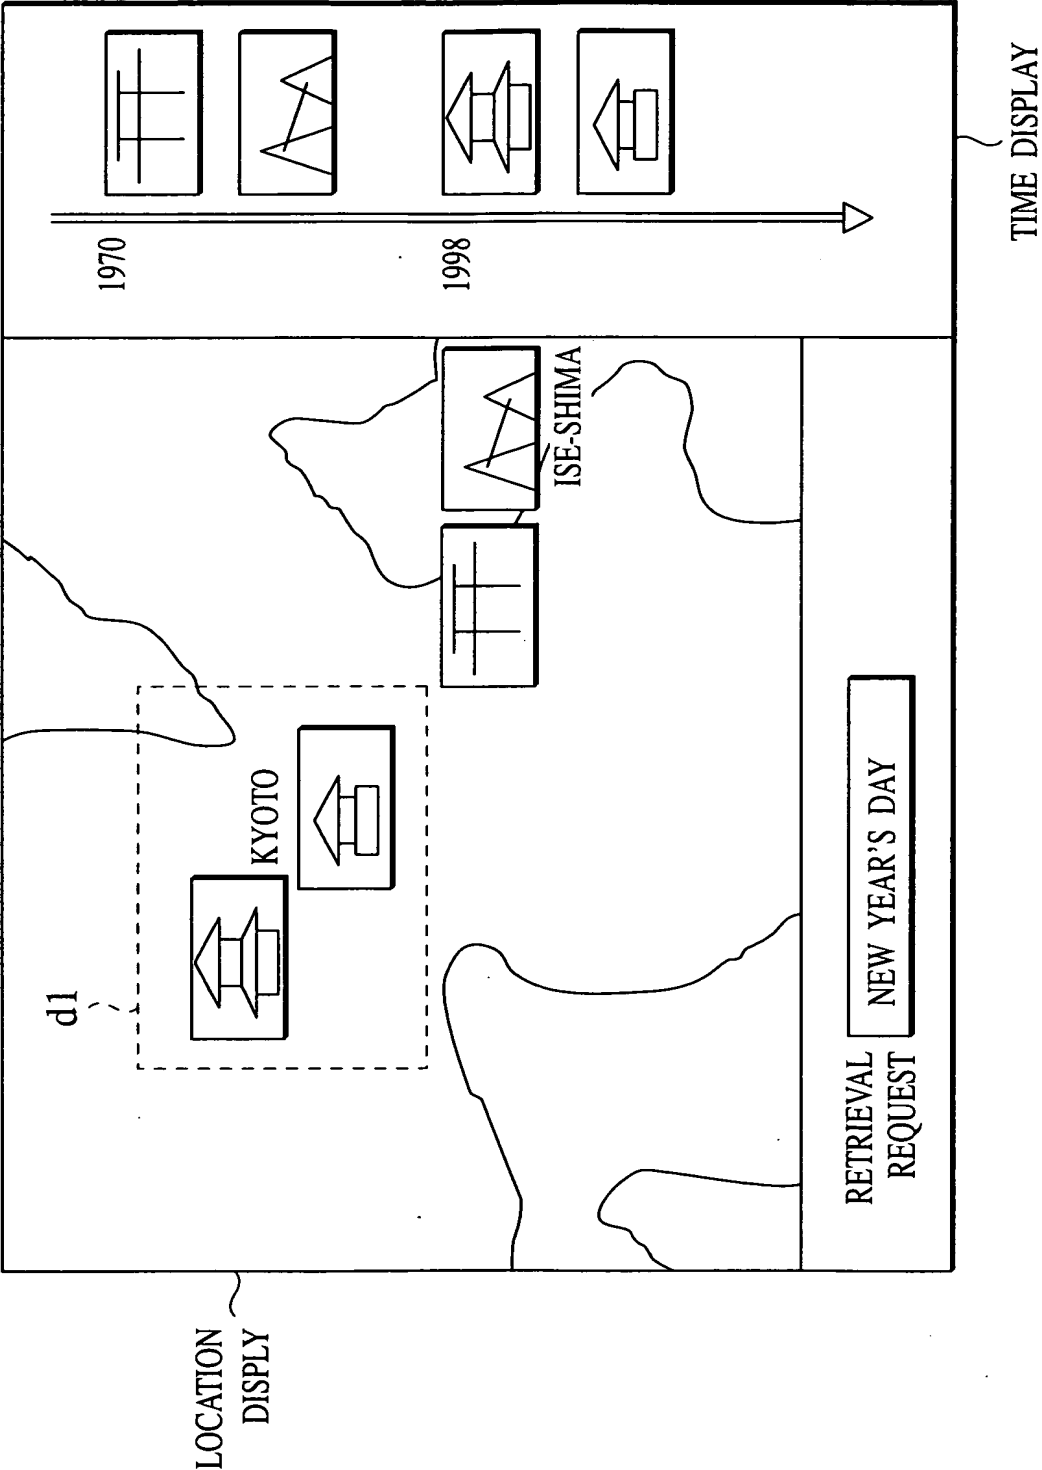 LOCATION
DISPLY
d1
KYOTO
ISE-SHIMA
1970
1998
TIME DISPLAY
RETRIEVAL
REQUEST
NEW YEAR'S DAY